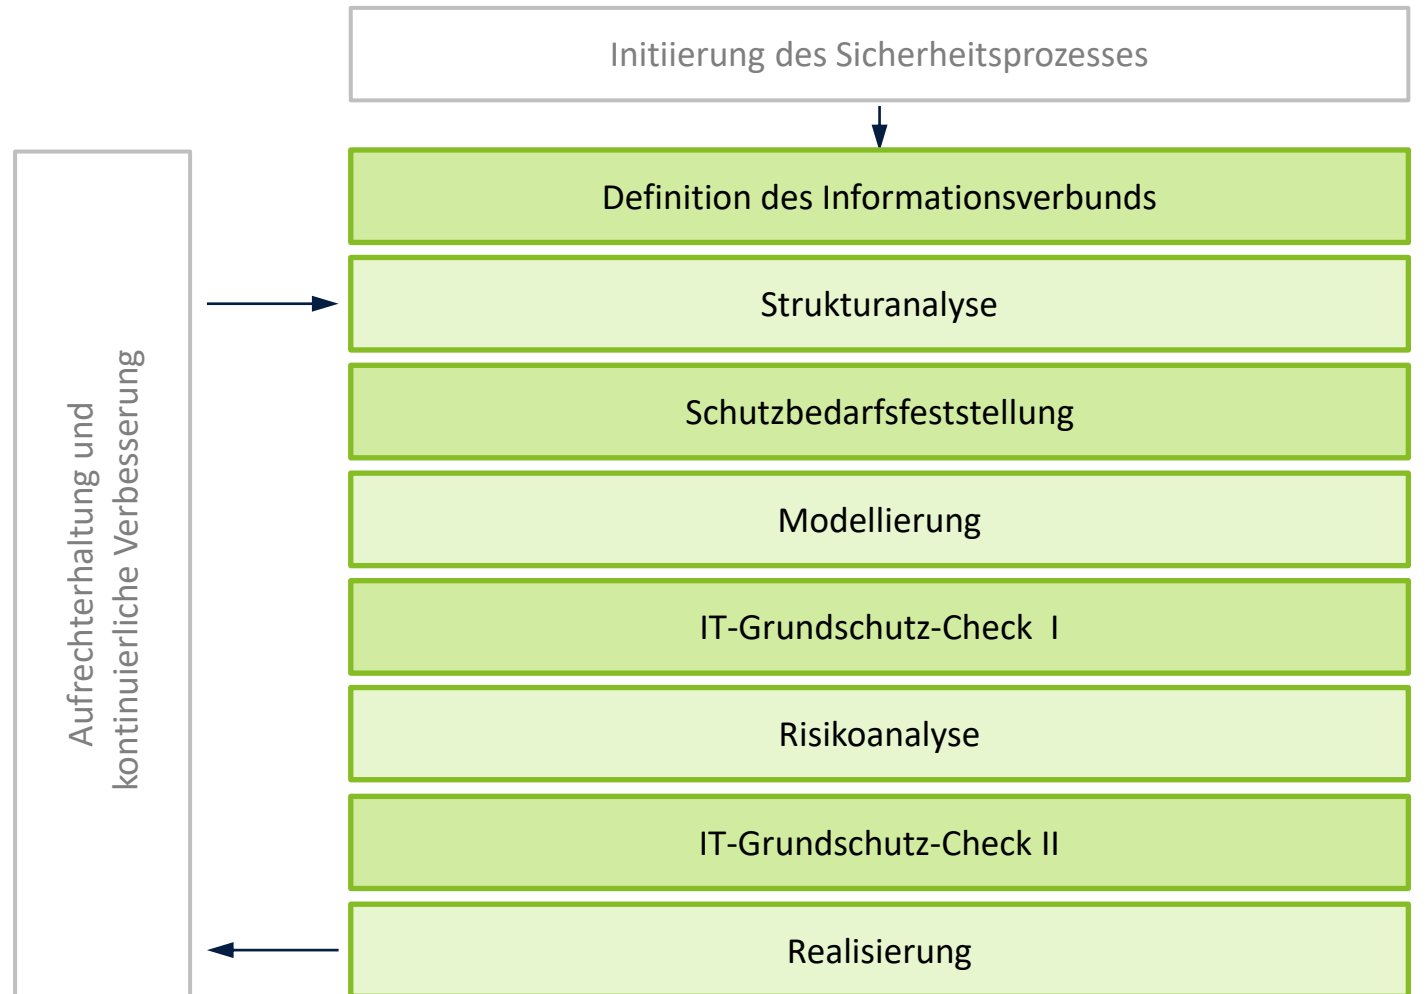 Initiierung des Sicherheitsprozesses
Definition des Informationsverbunds
Strukturanalyse
Schutzbedarfsfeststellung
Modellierung
IT-Grundschutz-Check I
Risikoanalyse
IT-Grundschutz-Check II
Realisierung
Aufrechterhaltung und
kontinuierliche Verbesserung